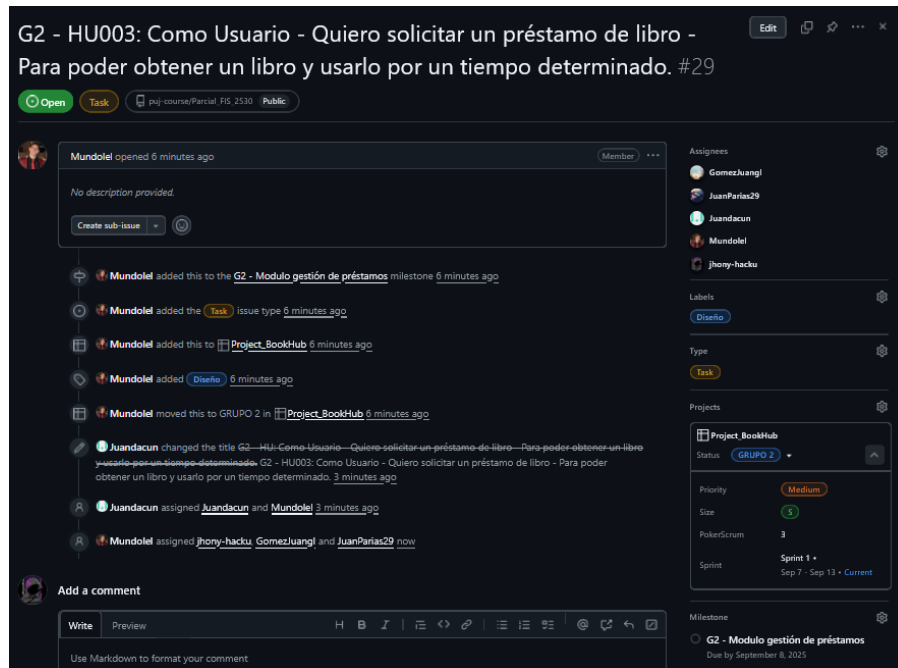 G2 - HU003: Como Usuario - Quiero solicitar un préstamo de libro -
Para poder obtener un libro y usarlo por un tiempo determinado. #29
Edit
Open
Task
puj-course/Parcial_FIS_2530 Public
Mundolel opened 6 minutes ago
Member
No description provided.
Create sub-issue
Mundolel added this to the G2 - Modulo gestión de préstamos milestone 6 minutes ago
Mundolel added the Task issue type 6 minutes ago
Mundolel added this to Project_BookHub 6 minutes ago
Mundolel added Diseño 6 minutes ago
Mundolel moved this to GRUPO 2 in Project_BookHub 6 minutes ago
Juandacun changed the title G2 - HU: Como Usuario - Quiero solicitar un préstamo de libro - Para poder obtener un libro
y usarlo por un tiempo determinado. G2 - HU003: Como Usuario - Quiero solicitar un préstamo de libro - Para poder
obtener un libro y usarlo por un tiempo determinado. 3 minutes ago
Juandacun assigned Juandacun and Mundolel 3 minutes ago
Mundolel assigned jhony-hacku, GomezJuangl and JuanParias29 now
Add a comment
Write
Preview
Use Markdown to format your comment
Assignees
GomezJuangl
JuanParias29
Juandacun
Mundolel
jhony-hacku
Labels
Diseño
Type
Task
Projects
Project_BookHub
Status GRUPO 2
Priority Medium
Size S
PokerScrum 3
Sprint Sprint 1 •
Sep 7 - Sep 13 • Current
Milestone
G2 - Modulo gestión de préstamos
Due by September 8, 2025